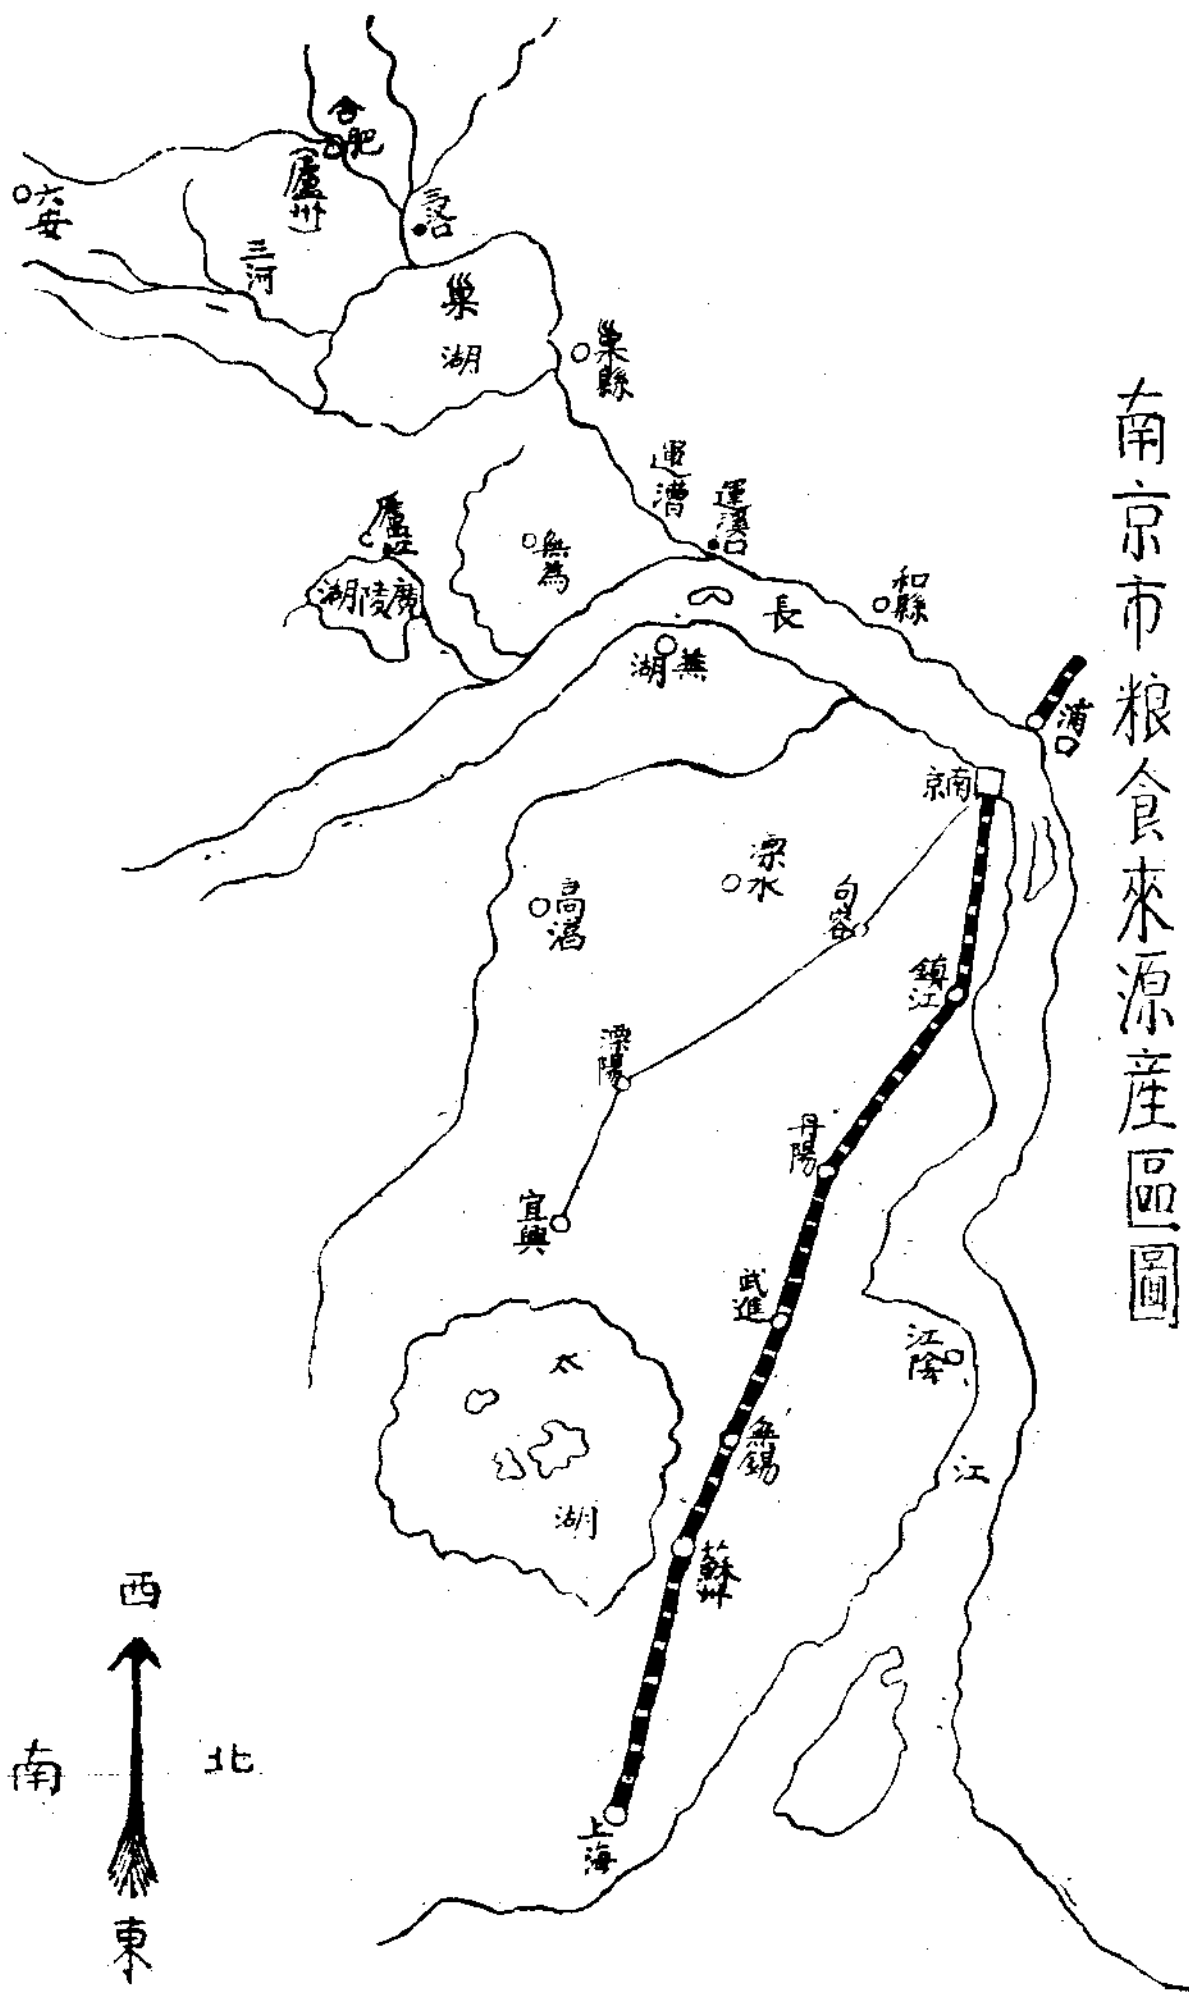 南京市粮食來源産區圖
合肥
(廬州)
六安
三河
巢湖
巢縣
運漕
運漕口
廬江
無為
湖陵廣
長
和縣
湖蕪
浦口
京南
溧水
句容
高淳
鎮江
溧陽
丹陽
宜興
武進
江陰
太湖
無錫
江
蘇州
上海
西
南
北
東